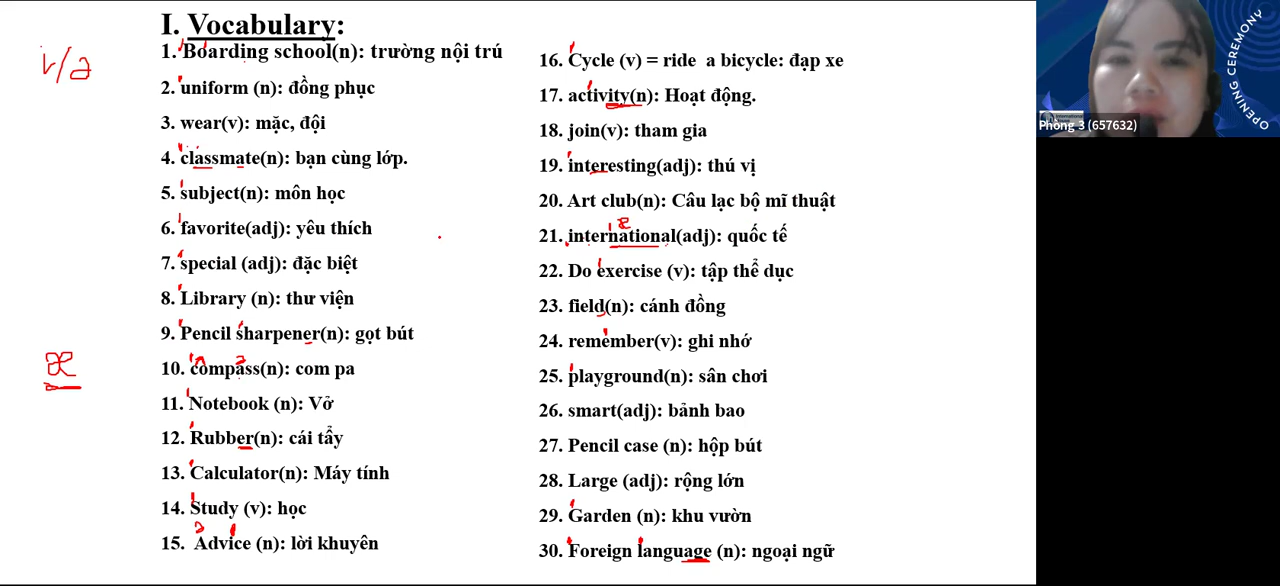 I. Vocabulary:
1. Boarding school(n): trường nội trú
2. uniform (n): đồng phục
3. wear(v): mặc, đội
4. classmate(n): bạn cùng lớp.
5. subject(n): môn học
6. favorite(adj): yêu thích
7. special (adj): đặc biệt
8. Library (n): thư viện
9. Pencil sharpener(n): gọt bút
10. compass(n): com pa
11. Notebook (n): Vở
12. Rubber(n): cái tẩy
13. Calculator(n): Máy tính
14. Study (v): học
15. Advice (n): lời khuyên
16. Cycle (v) = ride a bicycle: đạp xe
17. activity(n): Hoạt động.
18. join(v): tham gia
19. interesting(adj): thú vị
20. Art club(n): Câu lạc bộ mĩ thuật
21. international(adj): quốc tế
22. Do exercise (v): tập thể dục
23. field(n): cánh đồng
24. remember(v): ghi nhớ
25. playground(n): sân chơi
26. smart(adj): bảnh bao
27. Pencil case (n): hộp bút
28. Large (adj): rộng lớn
29. Garden (n): khu vườn
30. Foreign language (n): ngoại ngữ
æ
OPENING CEREMONY
Phòng 3 (657632)